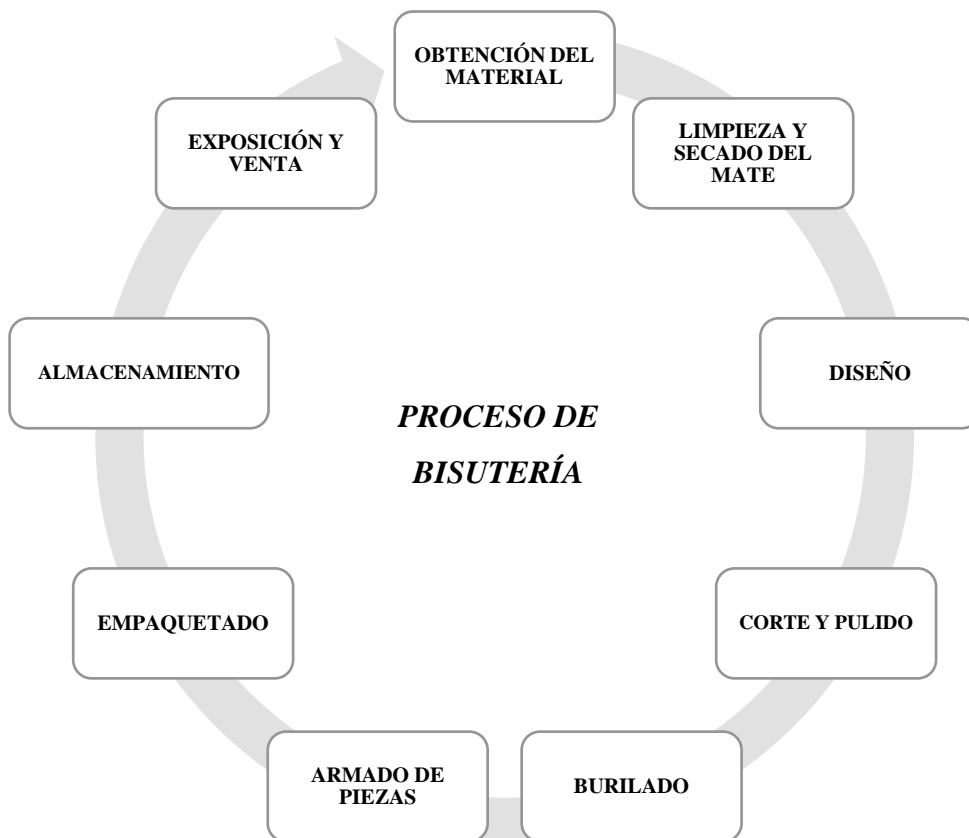 OBTENCIÓN DEL
MATERIAL
LIMPIEZA Y
SECADO DEL
MATE
DISEÑO
CORTE Y PULIDO
BURILADO
ARMADO DE
PIEZAS
EMPAQUETADO
ALMACENAMIENTO
EXPOSICIÓN Y
VENTA
PROCESO DE
BISUTERÍA